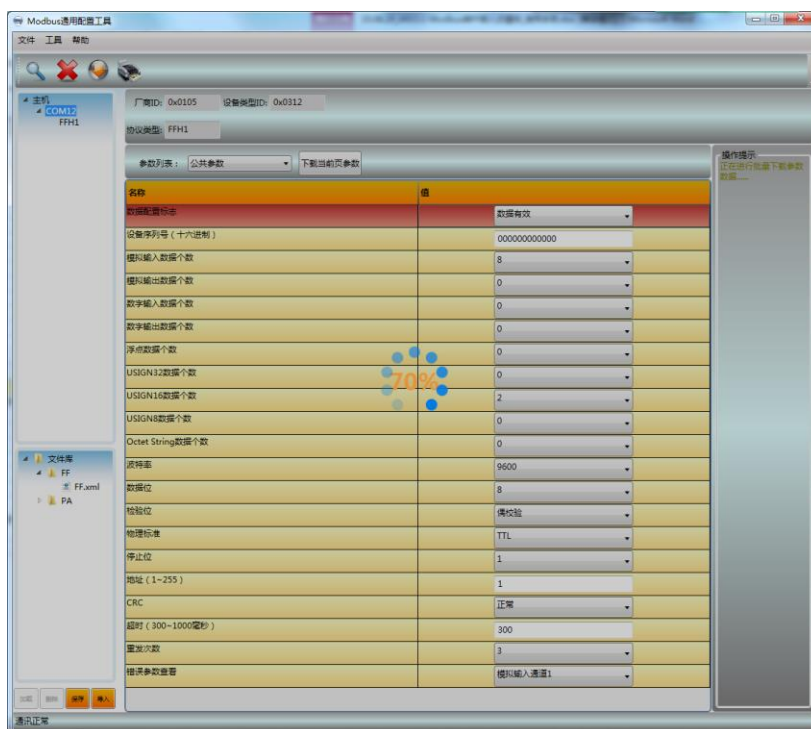 Modbus通用配置工具
文件 工具 帮助
主机
COM12
FFH1
厂商ID: 0x0105 设备类型ID: 0x0312
协议类型: FFH1
参数列表： 公共参数 下载当前页参数
操作提示
正在进行批量下载参数
数据....
名称 值
数据配置标志 数据有效
设备序列号（十六进制） 000000000000
模拟输入数据个数 8
模拟输出数据个数 0
数字输入数据个数 0
数字输出数据个数 0
浮点数据个数 0
USIGN32数据个数 0
70%
USIGN16数据个数 2
USIGN8数据个数 0
Octet String数据个数 0
波特率 9600
数据位 8
检验位 偶校验
物理标准 TTL
停止位 1
地址（1~255） 1
CRC 正常
超时（300~1000毫秒） 300
重发次数 3
错误参数查看 模拟输入通道1
文件库
FF
FF.xml
PA
加载 删除 保存 导入
通讯正常